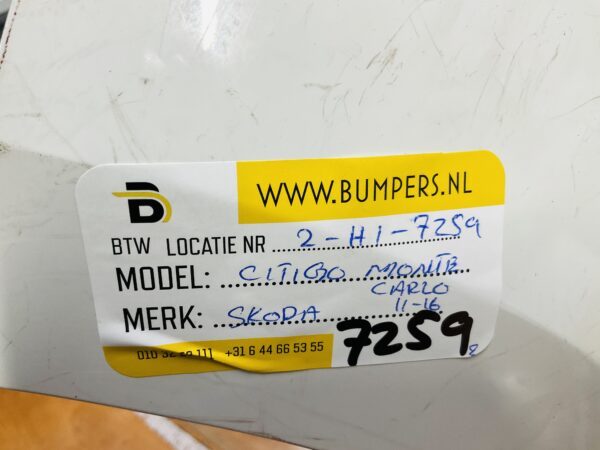 WWW.BUMPERS.NL
B
BTW LOCATIE NR 2-H1-7259
MODEL: CITIGO MONTE CARLO 11-16
MERK: SKODA
7259
+31 6 44 66 53 55